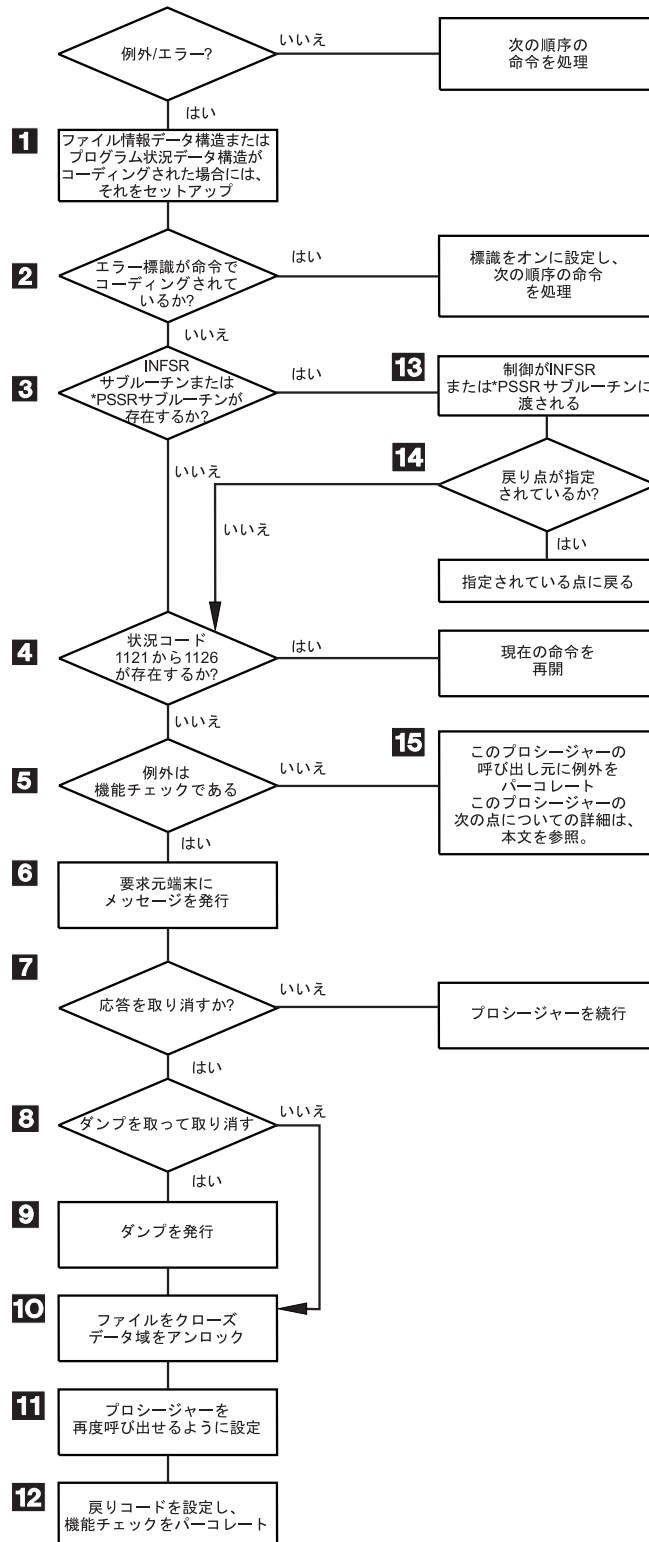 例外/エラー?
いいえ
次の順序の
命令を処理
はい
1
ファイル情報データ構造または
プログラム状況データ構造が
コーディングされた場合には、
それをセットアップ
2
エラー標識が命令で
コーディングされて
いるか?
はい
標識をオンに設定し、
次の順序の命令
を処理
いいえ
3
INFSR
サブルーチンまたは
*PSSRサブルーチンが
存在するか?
はい
13
制御がINFSR
または*PSSRサブルーチンに
渡される
いいえ
14
戻り点が指定
されているか?
いいえ
はい
指定されている点に戻る
4
状況コード
1121から1126
が存在するか?
はい
現在の命令を
再開
いいえ
5
例外は
機能チェックである
いいえ
15
このプロシージャーの
呼び出し元に例外を
パーコレート
このプロシージャーの
次の点についての詳細は、
本文を参照。
はい
6
要求元端末に
メッセージを発行
7
応答を取り消すか?
いいえ
プロシージャーを続行
はい
8
ダンプを取って取り消す
いいえ
はい
9
ダンプを発行
10
ファイルをクローズ
データ域をアンロック
11
プロシージャーを
再度呼び出せるように設定
12
戻りコードを設定し、
機能チェックをパーコレート